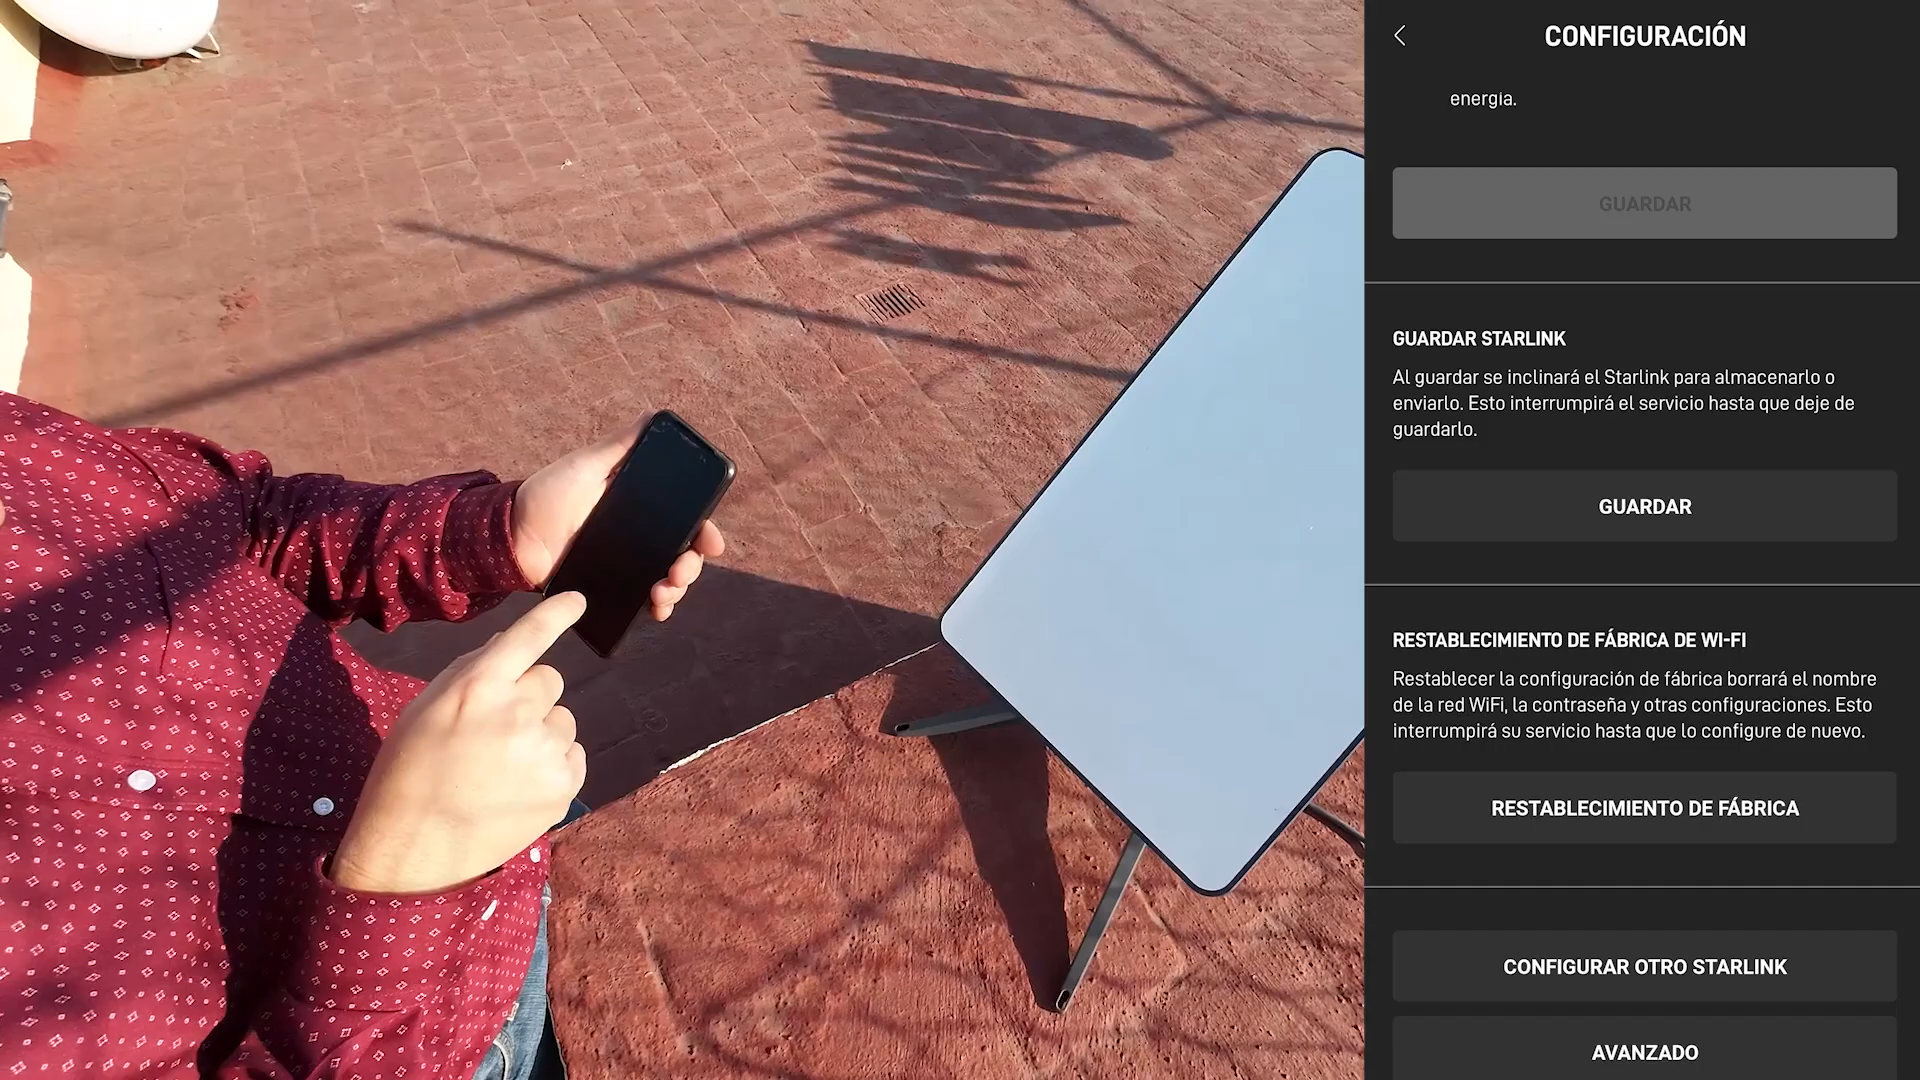 CONFIGURACIÓN
energía.
GUARDAR
GUARDAR STARLINK
Al guardar se inclinará el Starlink para almacenarlo o
enviarlo. Esto interrumpirá el servicio hasta que deje de
guardarlo.
GUARDAR
RESTABLECIMIENTO DE FÁBRICA DE WI-FI
Restablecer la configuración de fábrica borrará el nombre
de la red WiFi, la contraseña y otras configuraciones. Esto
interrumpirá su servicio hasta que lo configure de nuevo.
RESTABLECIMIENTO DE FÁBRICA
CONFIGURAR OTRO STARLINK
AVANZADO